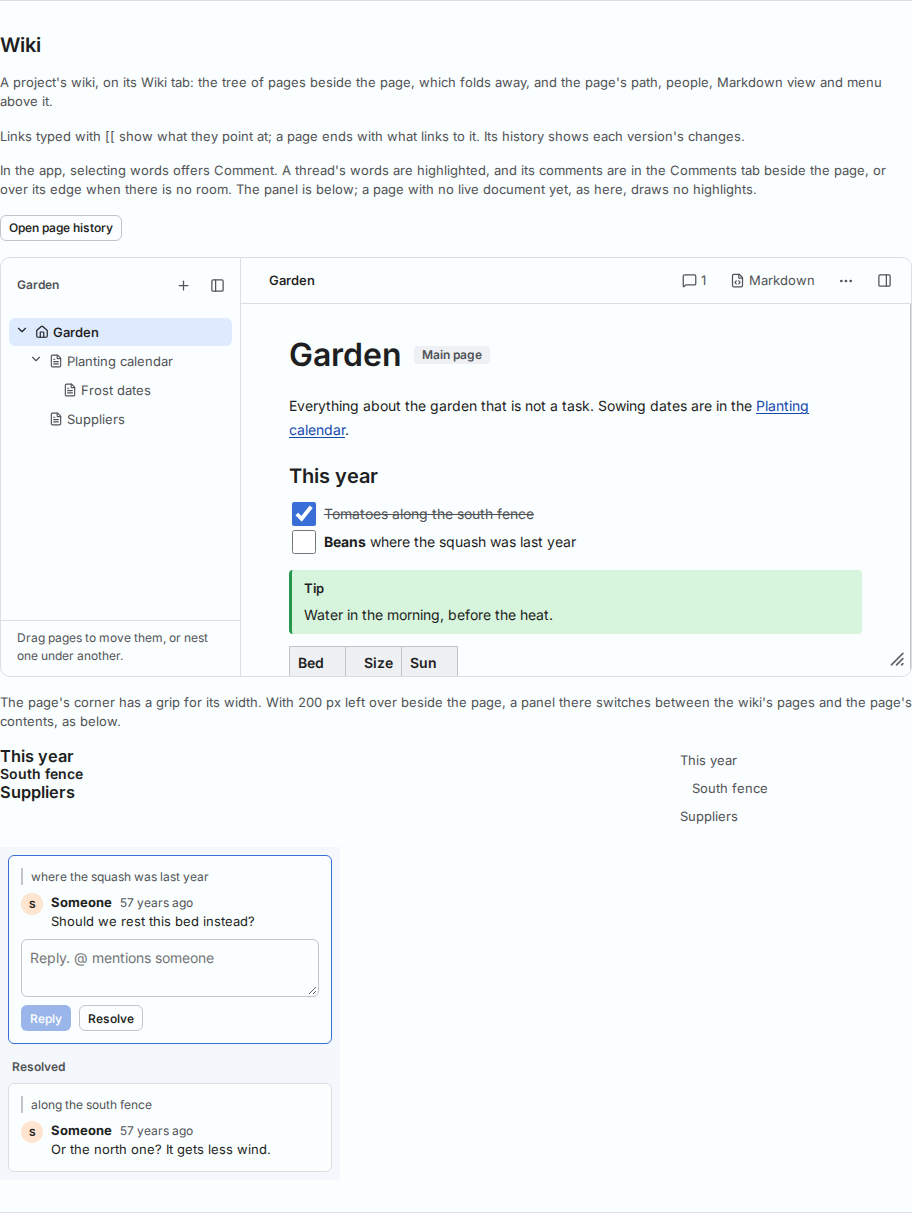 Wiki
A project's wiki, on its Wiki tab: the tree of pages beside the page, which folds away, and the page's path, people, Markdown view and menu
above it.
Links typed with [[ show what they point at; a page ends with what links to it. Its history shows each version's changes.
In the app, selecting words offers Comment. A thread's words are highlighted, and its comments are in the Comments tab beside the page, or
over its edge when there is no room. The panel is below; a page with no live document yet, as here, draws no highlights.
Open page history
Garden
Garden
Planting calendar
Frost dates
Suppliers
Drag pages to move them, or nest
one under another.
Garden
1
Markdown
Garden
Main page
Everything about the garden that is not a task. Sowing dates are in the Planting
calendar.
This year
Tomatoes along the south fence
Beans where the squash was last year
Tip
Water in the morning, before the heat.
Bed Size Sun
The page's corner has a grip for its width. With 200 px left over beside the page, a panel there switches between the wiki's pages and the page's
contents, as below.
This year
South fence
Suppliers
This year
South fence
Suppliers
where the squash was last year
S
Someone 57 years ago
Should we rest this bed instead?
Reply. @ mentions someone
Reply
Resolve
Resolved
along the south fence
S
Someone 57 years ago
Or the north one? It gets less wind.